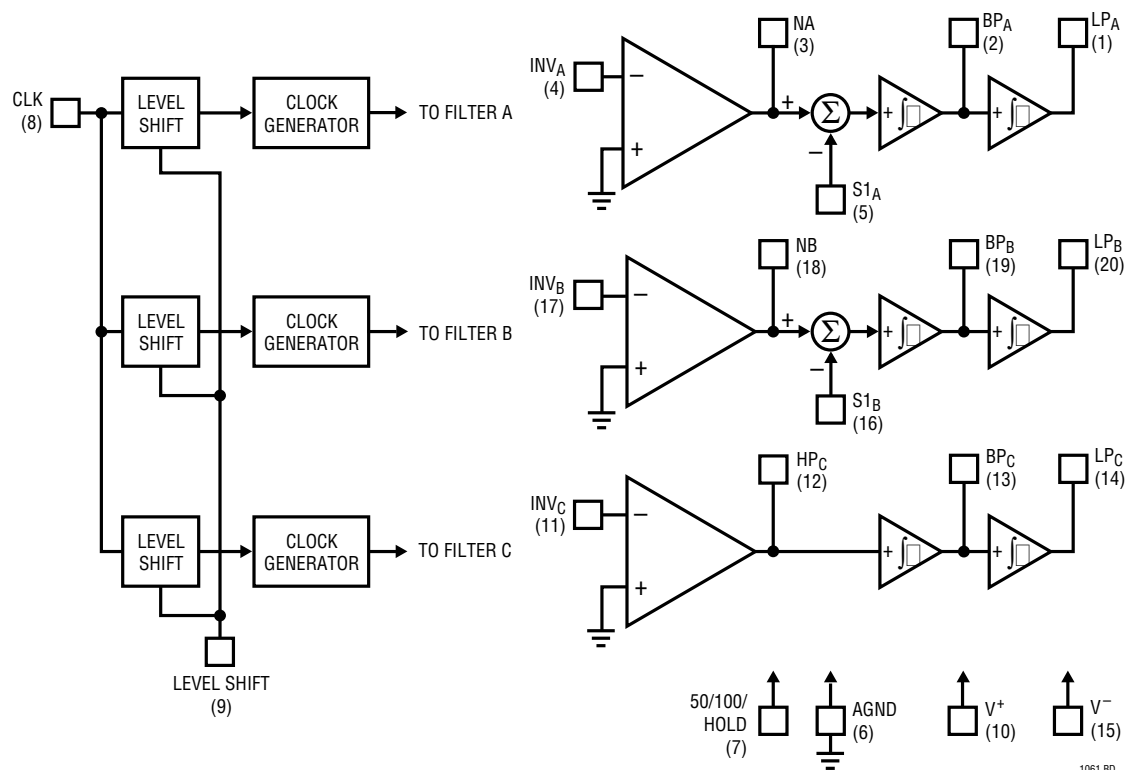 CLK
(8)
LEVEL
SHIFT
CLOCK
GENERATOR
TO FILTER A
LEVEL
SHIFT
CLOCK
GENERATOR
TO FILTER B
LEVEL
SHIFT
CLOCK
GENERATOR
TO FILTER C
LEVEL SHIFT
(9)
INVA
(4)
−
+
NA
(3)
+
Σ
−
S1A
(5)
+ ∫
BPA
(2)
+ ∫
LPA
(1)
INVB
(17)
−
+
NB
(18)
+
Σ
−
S1B
(16)
+ ∫
BPB
(19)
+ ∫
LPB
(20)
INVC
(11)
−
+
HPC
(12)
+ ∫
BPC
(13)
+ ∫
LPC
(14)
50/100/
HOLD
(7)
AGND
(6)
V+
(10)
V−
(15)
1061 BD